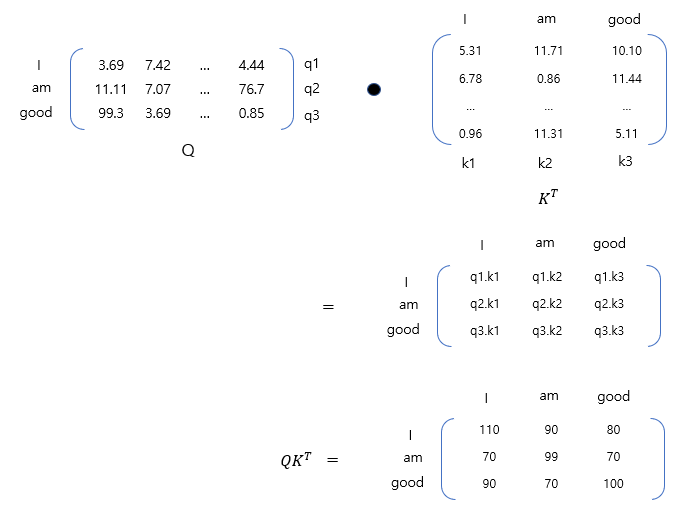 I am good
I 3.69 7.42 ... 4.44 q1
am 11.11 7.07 ... 76.7 q2
good 99.3 3.69 ... 0.85 q3
Q
5.31 11.71 10.10
6.78 0.86 11.44
... ... ...
0.96 11.31 5.11
k1 k2 k3
K^T
I am good
I q1.k1 q1.k2 q1.k3
= am q2.k1 q2.k2 q2.k3
good q3.k1 q3.k2 q3.k3
I am good
I 110 90 80
QK^T = am 70 99 70
good 90 70 100